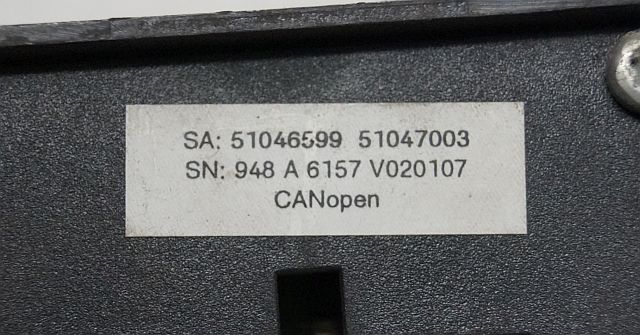 SA: 51046599 51047003
SN: 948 A 6157 V020107
CANopen